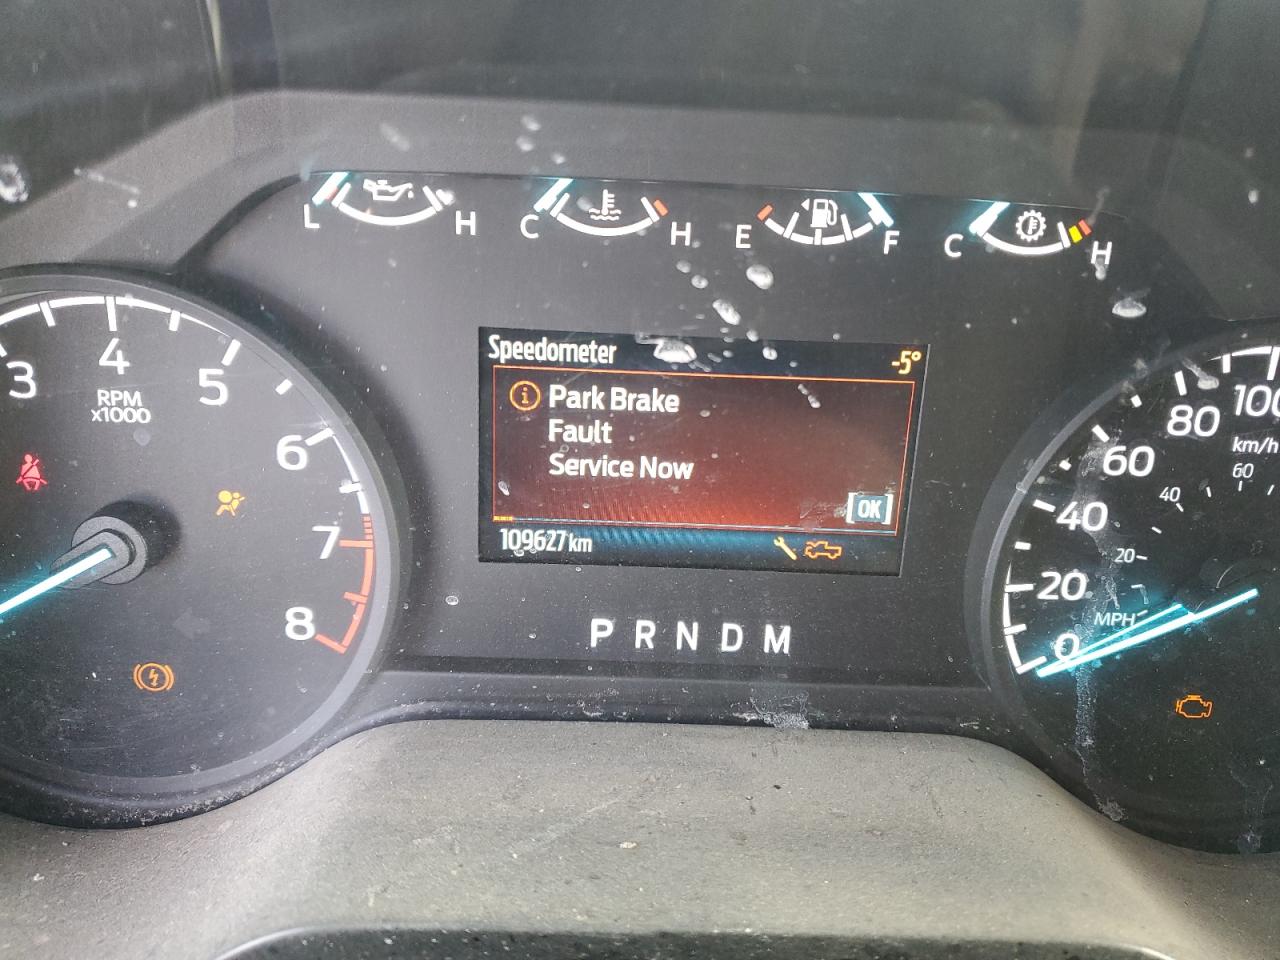 L H C H E F C H
3 4 5 6 7 8
RPM
x1000
Speedometer -5°
Park Brake
Fault
Service Now
OK
109627 km
P R N D M
0 20 40 60 80 100
km/h
20 40 60
MPH